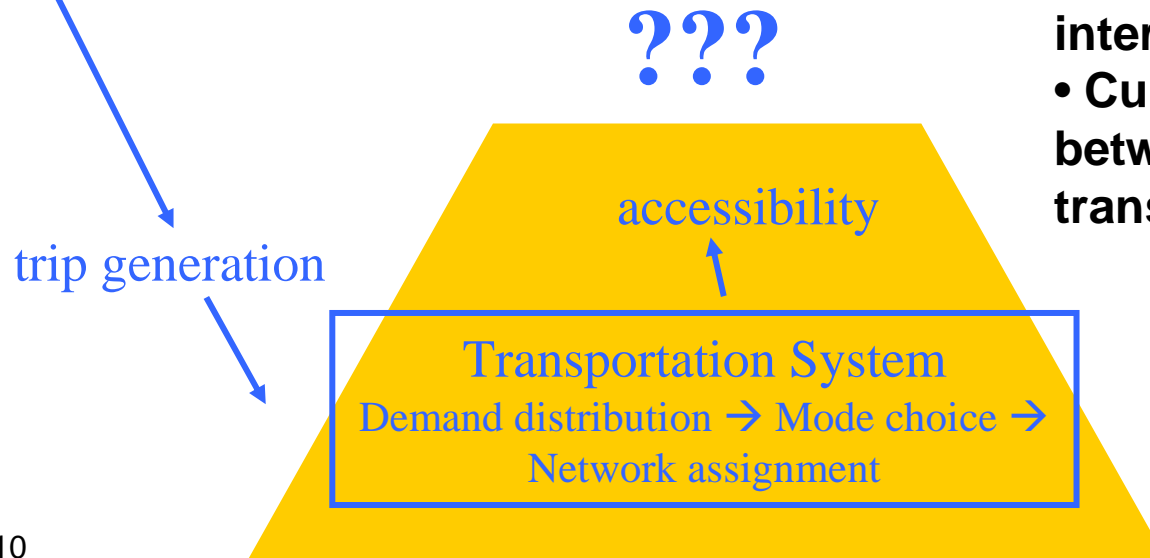 ???
• 
accessibility
trip generation
Transportation System
Demand distribution → Mode choice →
Network assignment
10